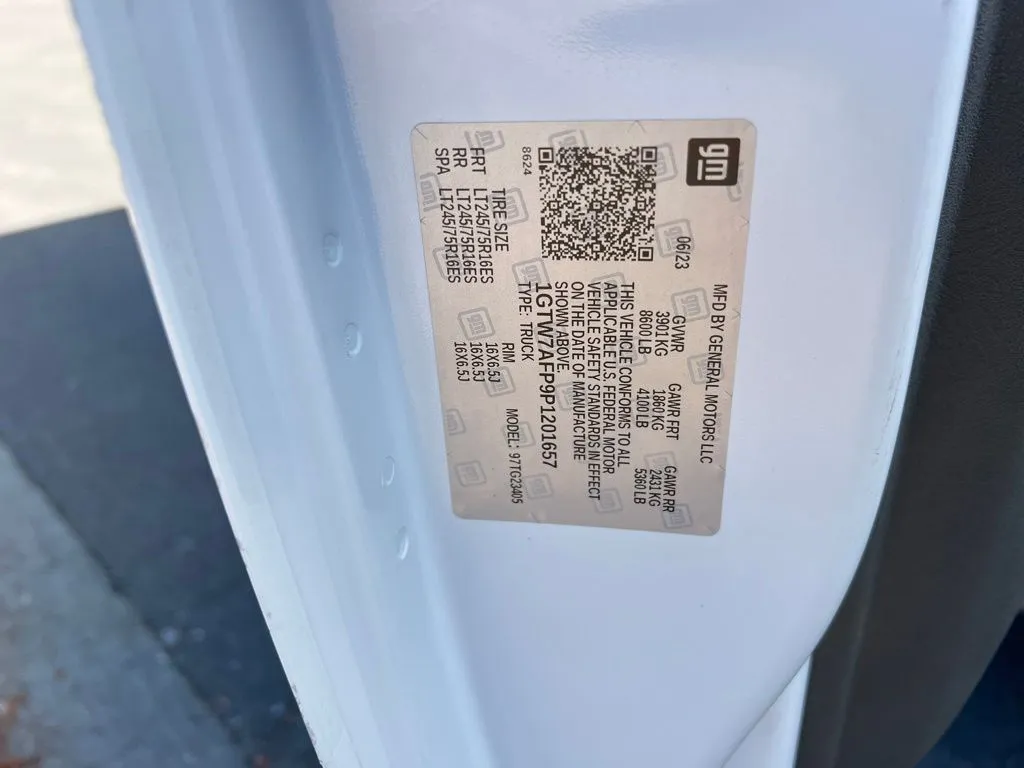 gm
MFD BY GENERAL MOTORS LLC
06/23
GVWR GAWR FRT GAWR RR
3901 KG 1860 KG 2431 KG
8600 LB 4100 LB 5360 LB
THIS VEHICLE CONFORMS TO ALL
APPLICABLE U.S. FEDERAL MOTOR
VEHICLE SAFETY STANDARDS IN EFFECT
ON THE DATE OF MANUFACTURE
SHOWN ABOVE.
1GTW7AFP9P1201657
8624
TYPE: TRUCK MODEL: 97TG23405
TIRE SIZE RIM
FRT LT245/75R16ES 16X6.5J
RR LT245/75R16ES 16X6.5J
SPA LT245/75R16ES